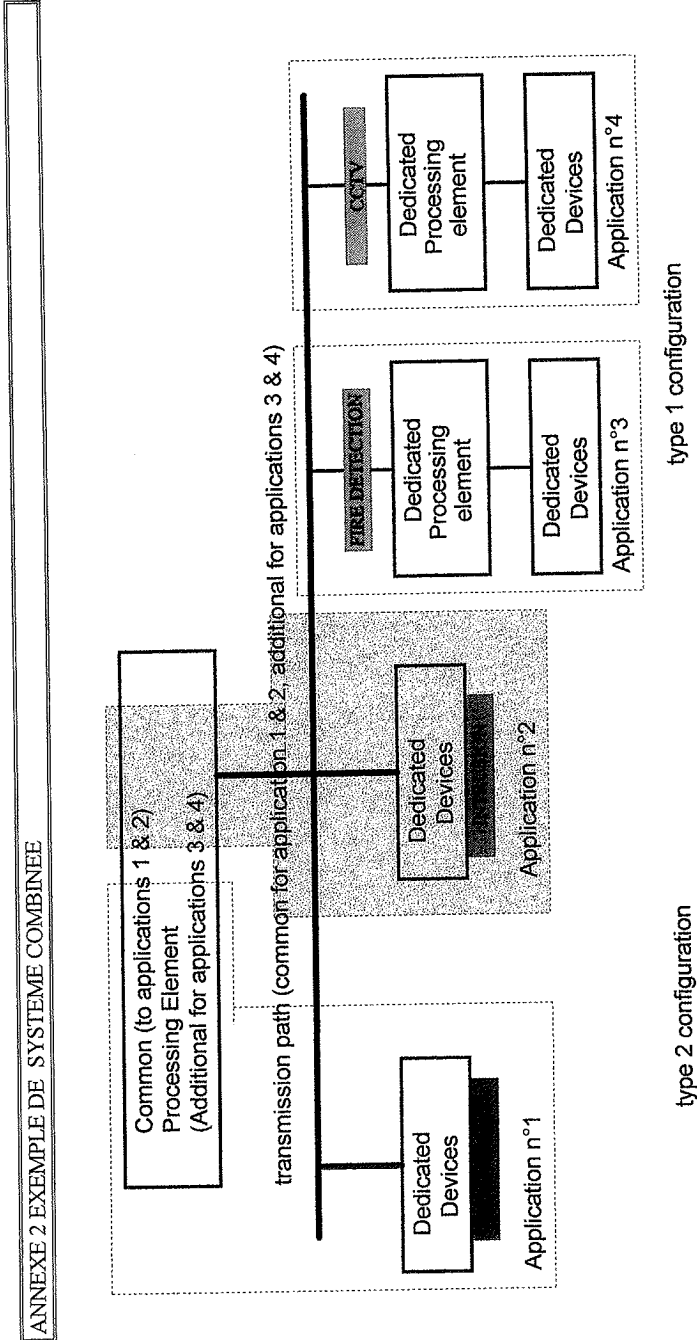 ANNEXE 2 EXEMPLE DE SYSTEME COMBINEE
Common (to applications 1 & 2)
Processing Element
(Additional for applications 3 & 4)
transmission path (common for application 1 & 2, additional for applications 3 & 4)
Dedicated
Devices
Application n°1
Dedicated
Devices
Application n°2
FIRE DETECTION
Dedicated
Processing
element
Dedicated
Devices
Application n°3
CCTV
Dedicated
Processing
element
Dedicated
Devices
Application n°4
type 2 configuration
type 1 configuration